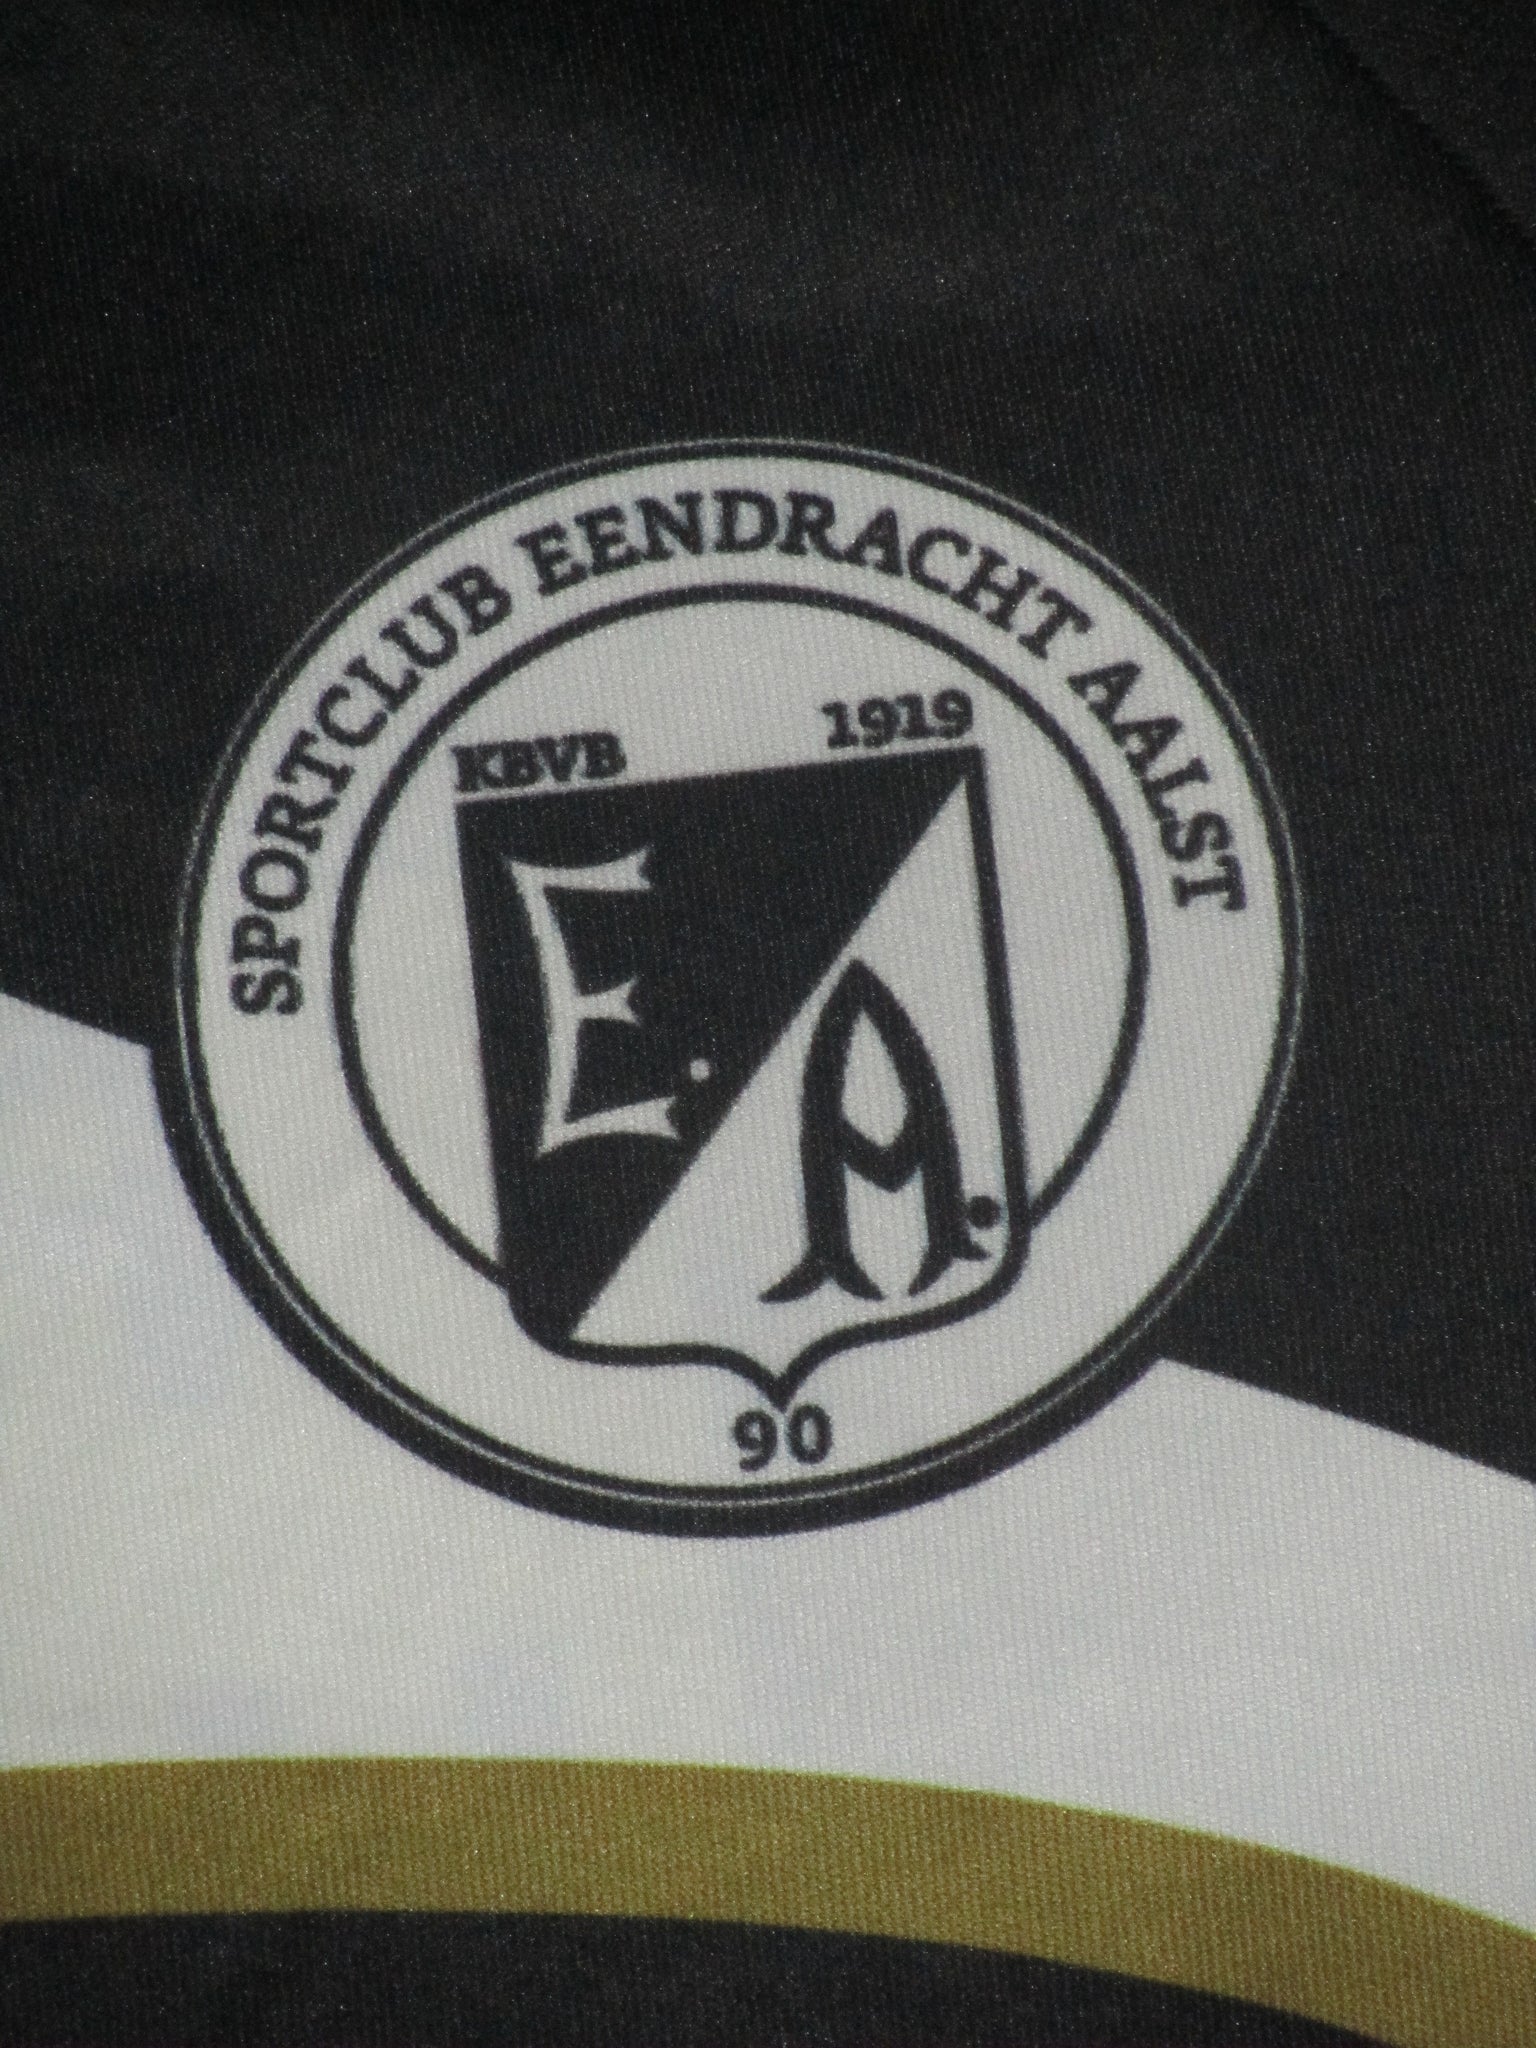 SPORTCLUB EENDRACHT AALST
KBVB 1919
E.
A.
90